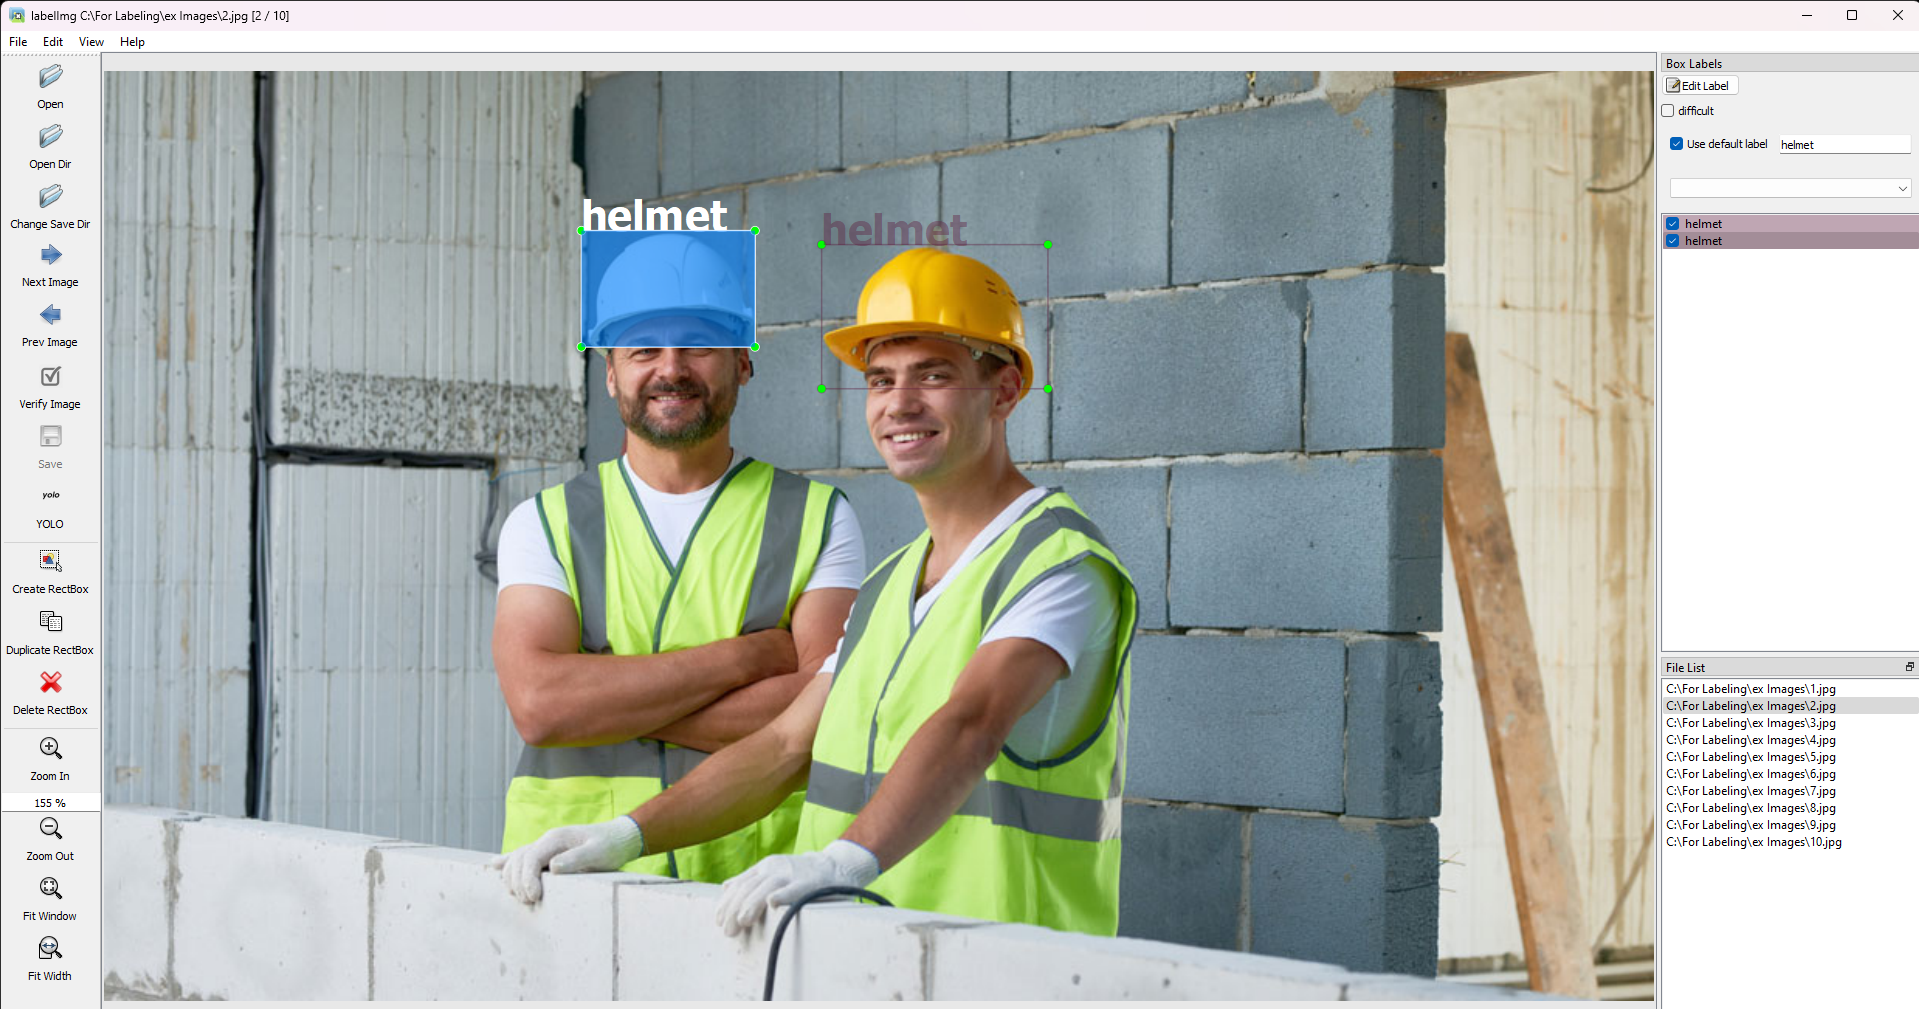 labelImg C:\For Labeling\ex Images\2.jpg [2 / 10]
File Edit View Help
Open
Open Dir
Change Save Dir
Next Image
Prev Image
Verify Image
Save
yolo
YOLO
Create RectBox
Duplicate RectBox
Delete RectBox
Zoom In
155 %
Zoom Out
Fit Window
Fit Width
helmet
helmet
Box Labels
Edit Label
difficult
Use default label helmet
helmet
helmet
File List
C:\For Labeling\ex Images\1.jpg
C:\For Labeling\ex Images\2.jpg
C:\For Labeling\ex Images\3.jpg
C:\For Labeling\ex Images\4.jpg
C:\For Labeling\ex Images\5.jpg
C:\For Labeling\ex Images\6.jpg
C:\For Labeling\ex Images\7.jpg
C:\For Labeling\ex Images\8.jpg
C:\For Labeling\ex Images\9.jpg
C:\For Labeling\ex Images\10.jpg